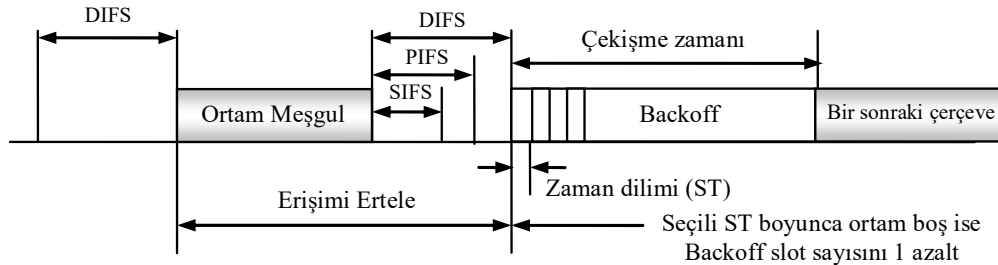 DIFS
DIFS
PIFS
SIFS
Çekişme zamanı
Ortam Meşgul
Backoff
Bir sonraki çerçeve
Zaman dilimi (ST)
Erişimi Ertele
Seçili ST boyunca ortam boş ise
Backoff slot sayısını 1 azalt